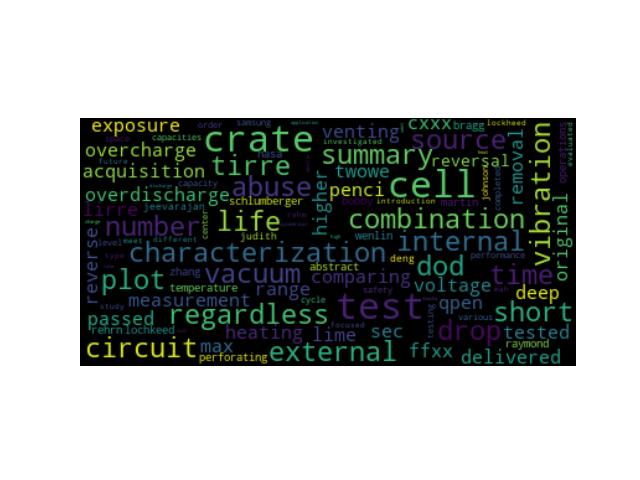 exposure
order
samsung
crate
venting
cxxx
bragg
lockheed
overcharge
investigated
source
acquisition
tirre
nasa
summary
reversal
removal
vibration
operations
evaluated
future
capacities
abuse
twowe
penci
cell
johnson
completed
overdischarge
capacity
schlumberger
higher
bobby
introduction
martin
lirre
jeevarajan
number
center
life
judith
combination
original
reverse
level
meet
different
characterization
wenlin
internal
type
zhang
vacuum
abstract
deng
performance
plot
temperature
comparing
dod
time
safety
voltage
range
cycle
deep
study
measurement
test
qpen
various
short
passed
regardless
focused
testing
drop
tested
rehrn
lochkeed
heating
lime
sec
raymond
circuit
max
perforating
external
ffxx
delivered